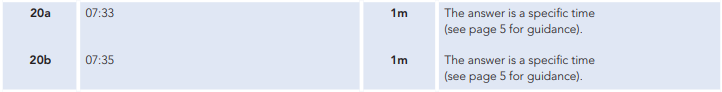 20a 07:33 1m The answer is a specific time
(see page 5 for guidance).
20b 07:35 1m The answer is a specific time
(see page 5 for guidance).